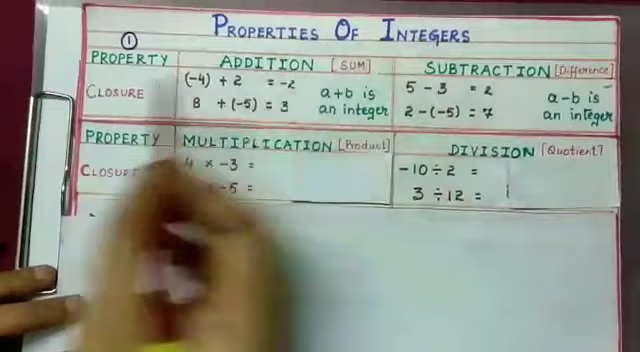 PROPERTIES OF INTEGERS
1
PROPERTY ADDITION [SUM] SUBTRACTION [Difference]
CLOSURE
(-4) + 2 = -2
8 + (-5) = 3
a+b is
an integer
5 - 3 = 2
2 - (-5) = 7
a-b is
an integer
PROPERTY MULTIPLICATION [Product] DIVISION [Quotient]
CLOSURE
4 × -3 =
-5 =
-10 ÷ 2 =
3 ÷ 12 =